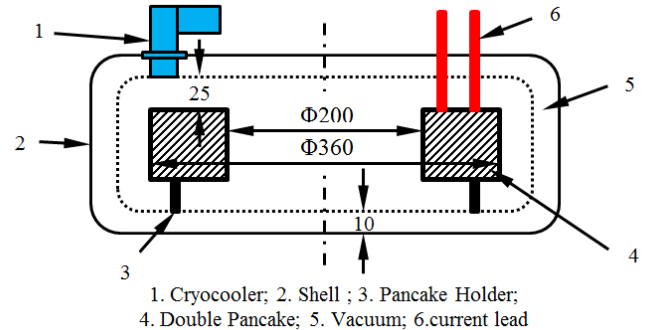 1
6
25
5
Φ200
2
Φ360
10
3
4
1. Cryocooler; 2. Shell ; 3. Pancake Holder;
4. Double Pancake; 5. Vacuum; 6.current lead